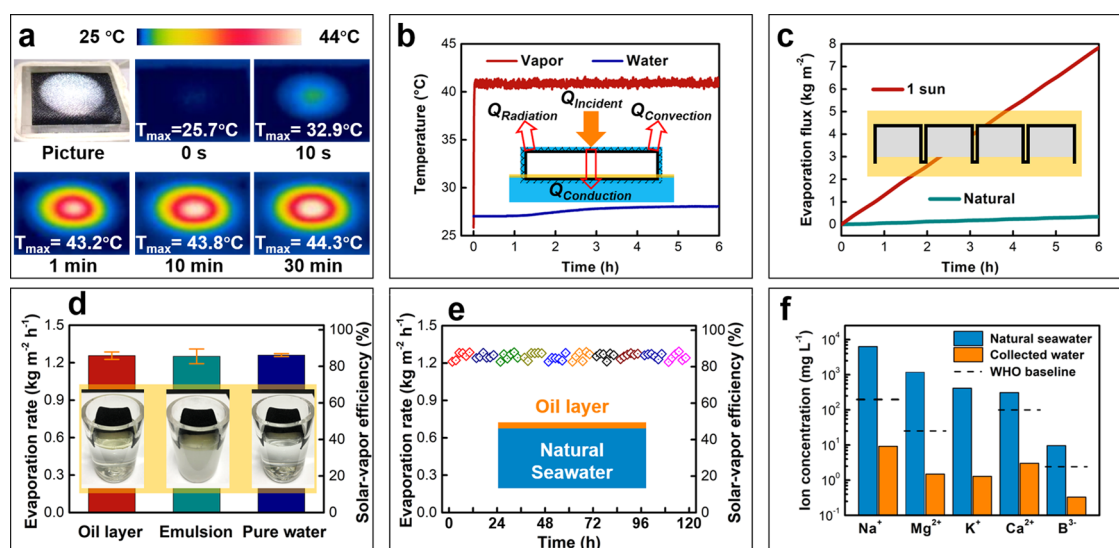 a
25 °C
44°C
Picture
T_max=25.7°C
0 s
T_max=32.9°C
10 s
T_max=43.2°C
1 min
T_max=43.8°C
10 min
T_max=44.3°C
30 min
b
Temperature (°C)
40
35
30
25
Vapor
Water
Q_Radiation
Q_Incident
Q_Convection
Q_Conduction
0 1 2 3 4 5 6
Time (h)
c
Evaporation flux (kg m⁻²)
8
7
6
5
4
3
2
1
0
1 sun
Natural
0 1 2 3 4 5 6
Time (h)
d
Evaporation rate (kg m⁻² h⁻¹)
1.5
1.2
0.9
0.6
0.3
0.0
Solar-vapor efficiency (%)
100
80
60
40
20
0
Oil layer Emulsion Pure water
e
Evaporation rate (kg m⁻² h⁻¹)
1.5
1.2
0.9
0.6
0.3
0.0
Oil layer
Natural
Seawater
Solar-vapor efficiency (%)
100
80
60
40
20
0
0 24 48 72 96 120
Time (h)
f
Ion concentration (mg L⁻¹)
10⁴
10³
10²
10¹
10⁰
10⁻¹
Natural seawater
Collected water
WHO baseline
Na⁺ Mg²⁺ K⁺ Ca²⁺ B³⁻